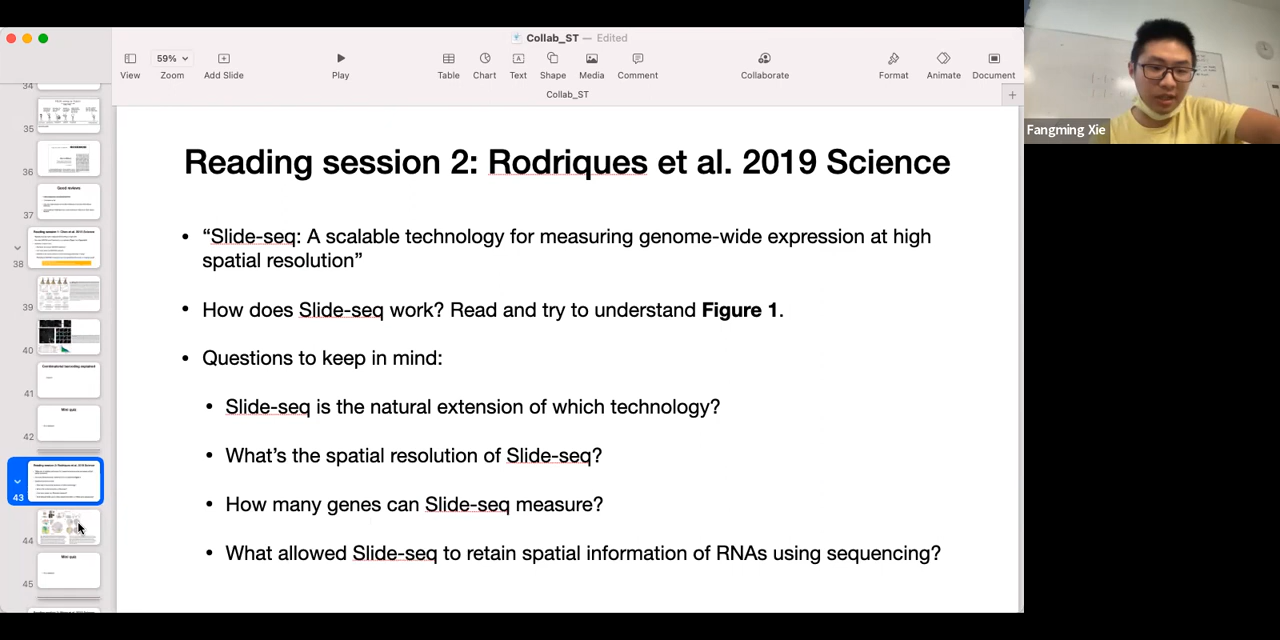 Collab_ST — Edited
View
59%
Zoom
Add Slide
Play
Table
Chart
Text
Shape
Media
Comment
Collaborate
Format
Animate
Document
Collab_ST
34
35
36
37
38
39
40
41
42
43
44
45
Mini quiz
Mini quiz
Reading session 2: Rodriques et al. 2019 Science
• “Slide-seq: A scalable technology for measuring genome-wide expression at high
spatial resolution”
• How does Slide-seq work? Read and try to understand Figure 1.
• Questions to keep in mind:
• Slide-seq is the natural extension of which technology?
• What’s the spatial resolution of Slide-seq?
• How many genes can Slide-seq measure?
• What allowed Slide-seq to retain spatial information of RNAs using sequencing?
Fangming Xie